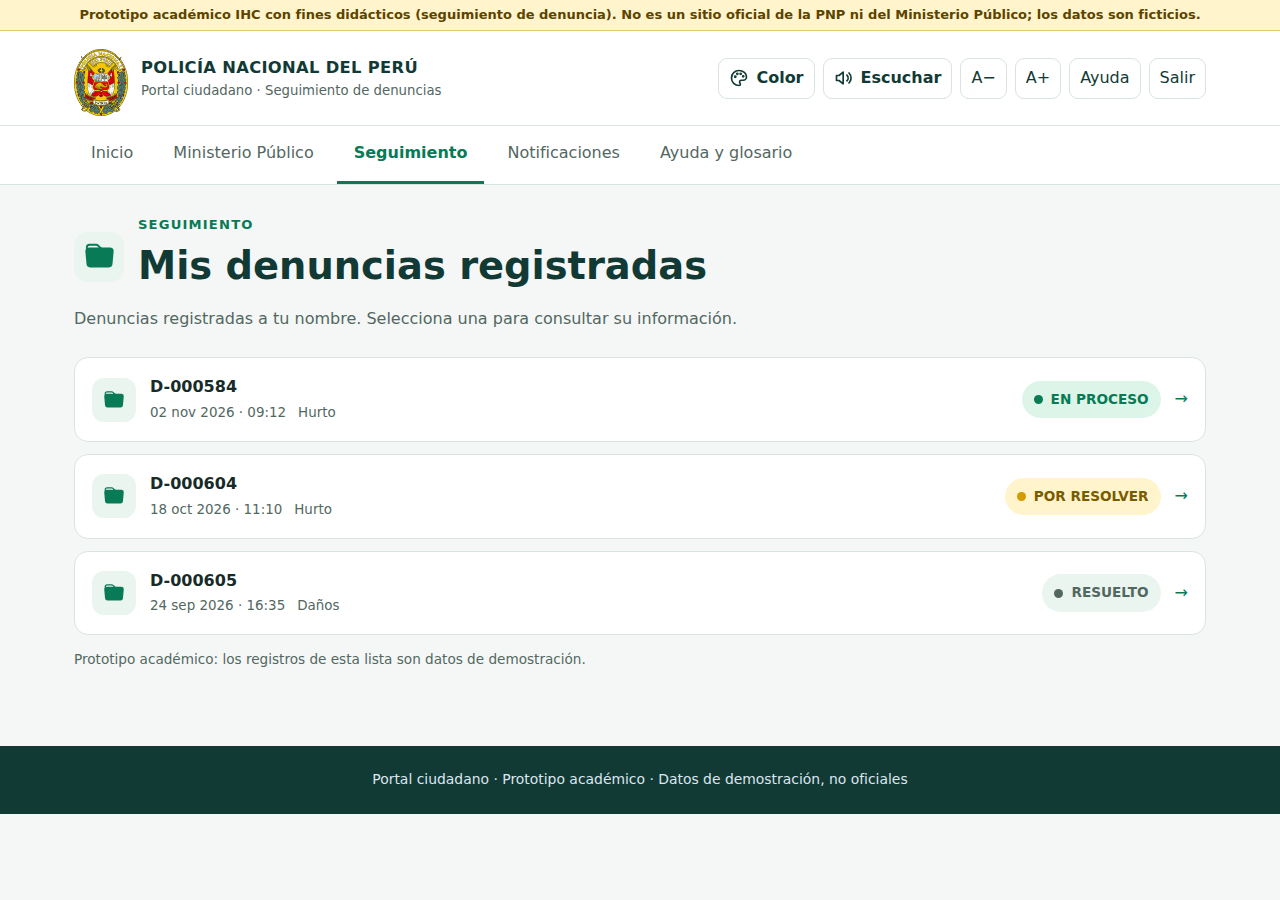 Prototipo académico IHC con fines didácticos (seguimiento de denuncia). No es un sitio oficial de la PNP ni del Ministerio Público; los datos son ficticios.
POLICÍA NACIONAL DEL PERÚ
Portal ciudadano · Seguimiento de denuncias
Color
Escuchar
A−
A+
Ayuda
Salir
Inicio
Ministerio Público
Seguimiento
Notificaciones
Ayuda y glosario
SEGUIMIENTO
Mis denuncias registradas
Denuncias registradas a tu nombre. Selecciona una para consultar su información.
D-000584
02 nov 2026 · 09:12 Hurto
EN PROCESO →
D-000604
18 oct 2026 · 11:10 Hurto
POR RESOLVER →
D-000605
24 sep 2026 · 16:35 Daños
RESUELTO →
Prototipo académico: los registros de esta lista son datos de demostración.
Portal ciudadano · Prototipo académico · Datos de demostración, no oficiales